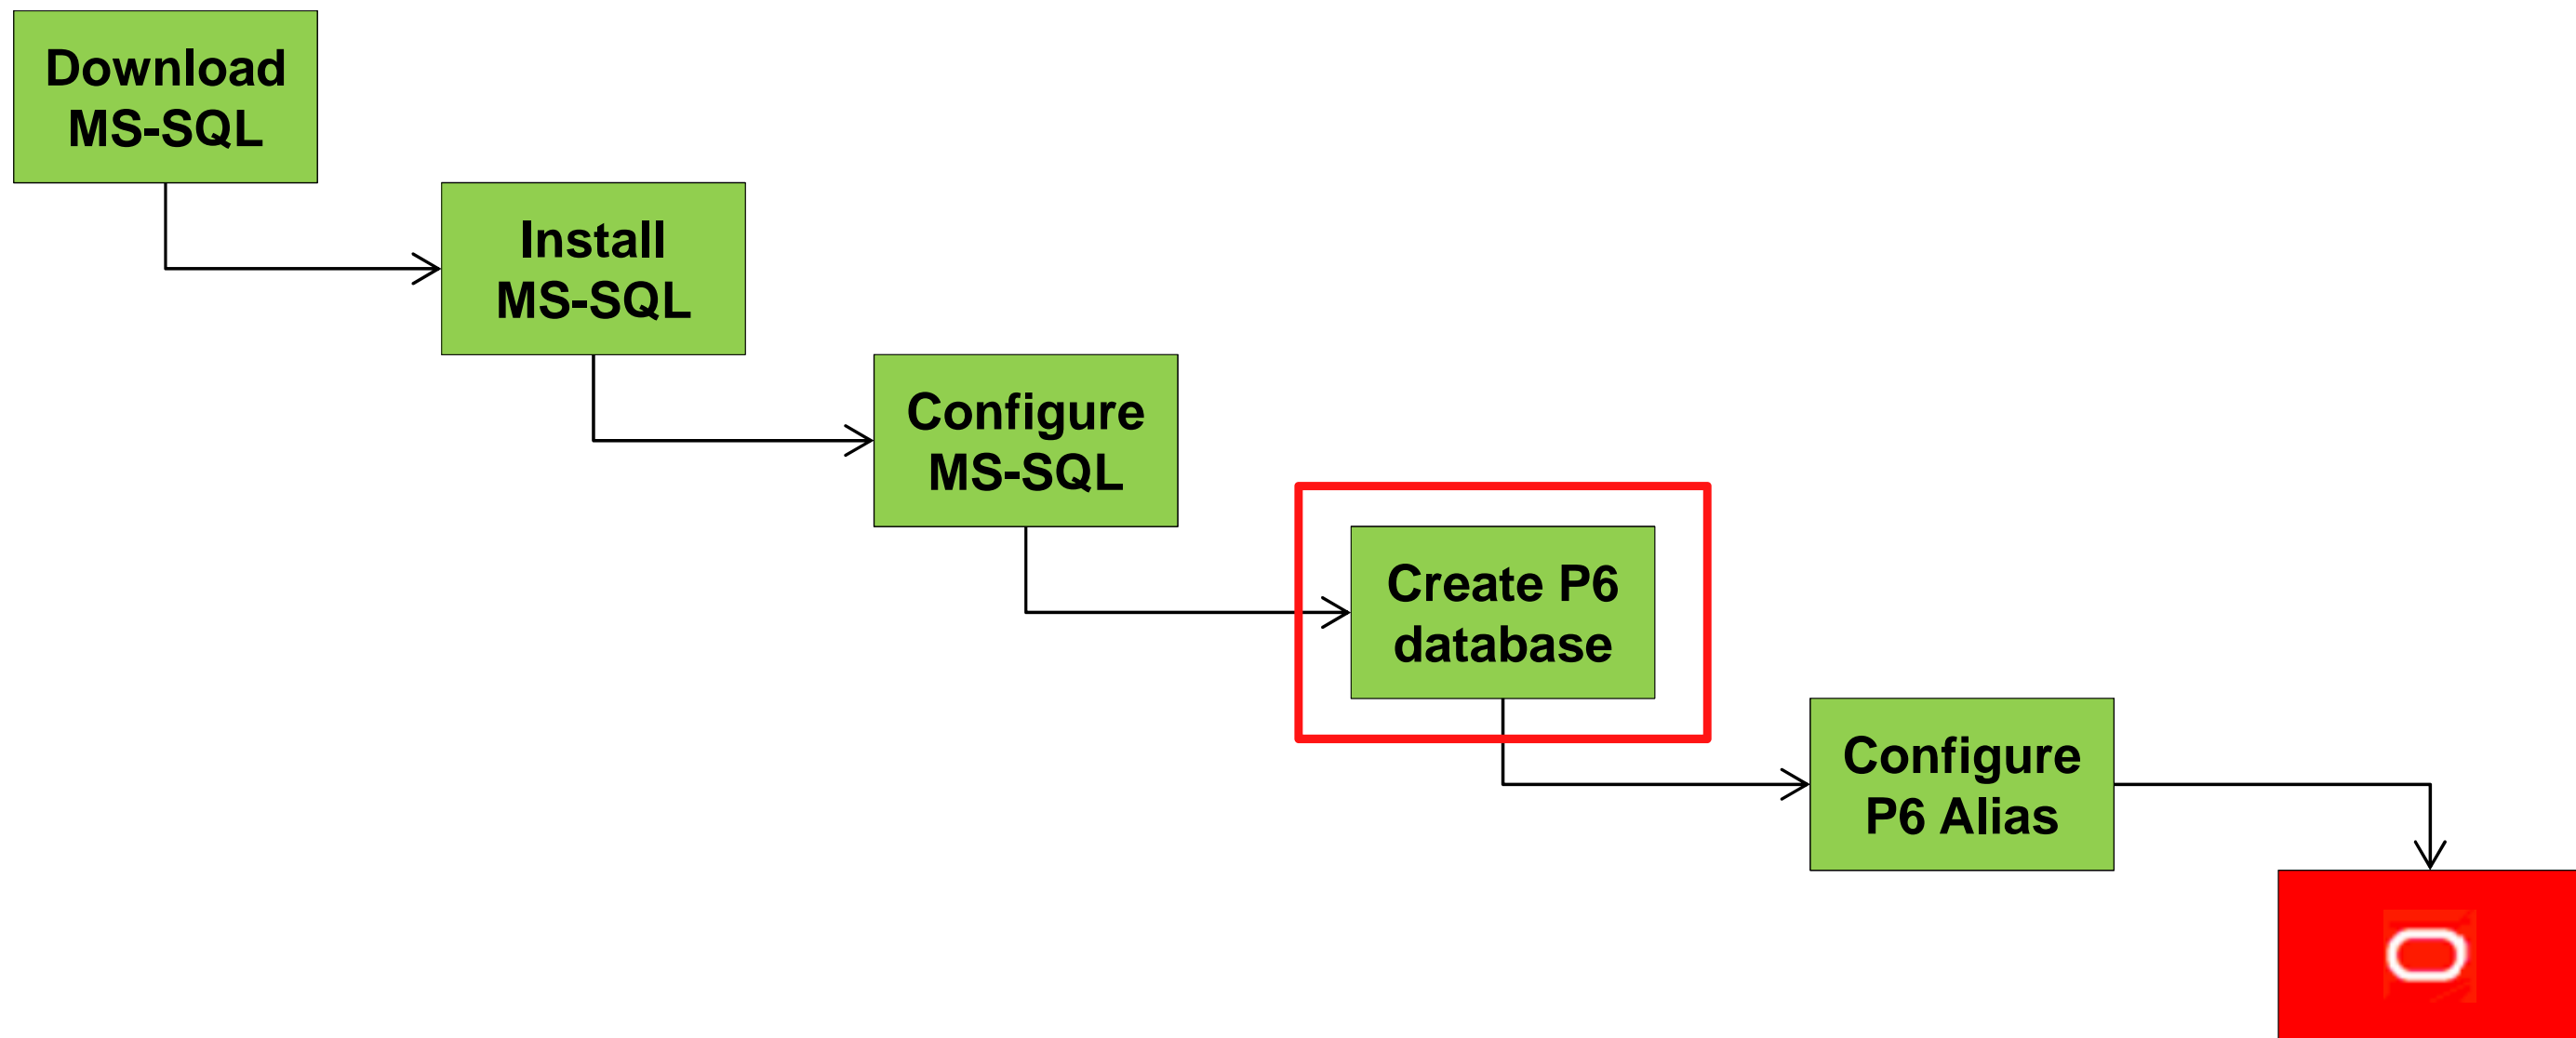 Download
MS-SQL
Install
MS-SQL
Configure
MS-SQL
Create P6
database
Configure
P6 Alias